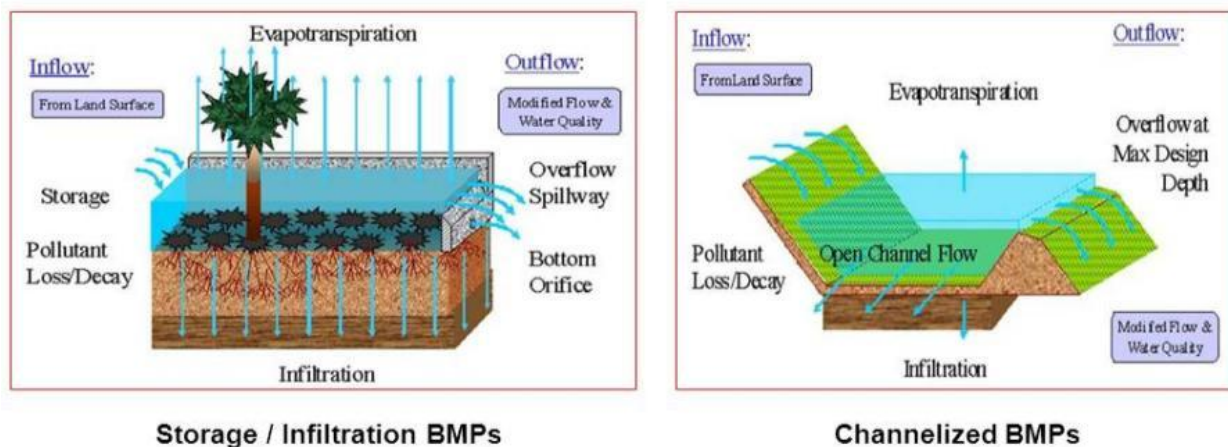 Evapotranspiration
Inflow:
From Land Surface
Outflow:
Modified Flow &
Water Quality
Storage
Overflow
Spillway
Pollutant
Loss/Decay
Bottom
Orifice
Infiltration
Storage / Infiltration BMPs
Inflow:
From Land Surface
Outflow:
Evapotranspiration
Overflow at
Max Design
Depth
Pollutant
Loss/Decay
Open Channel Flow
Modified Flow &
Water Quality
Infiltration
Channelized BMPs